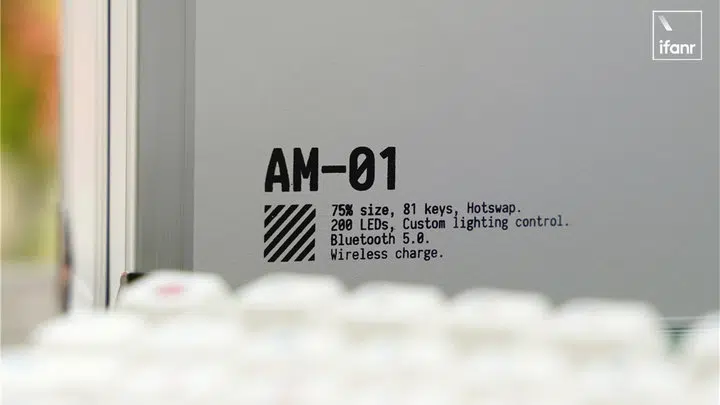 ifanr
AM-01
75% size, 81 keys, Hotswap.
200 LEDs, Custom lighting control.
Bluetooth 5.0.
Wireless charge.